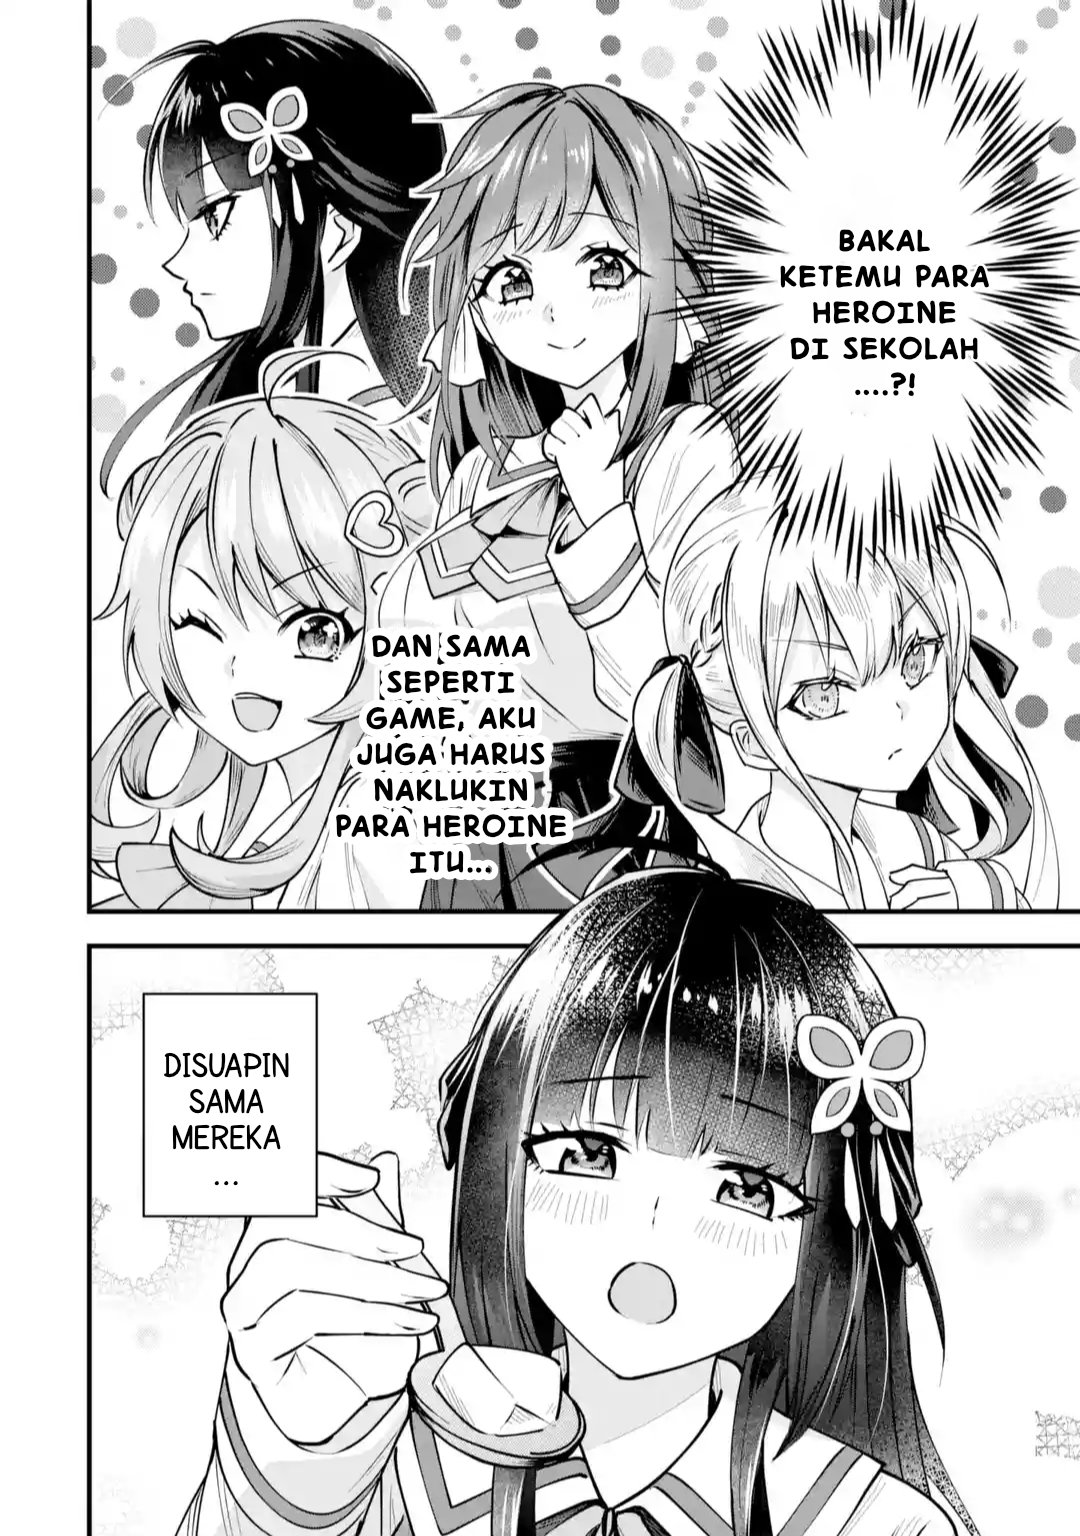 BAKAL
KETEMU PARA
HEROINE
DI SEKOLAH
....?!
DAN SAMA
SEPERTI
GAME, AKU
JUGA HARUS
NAKLUKIN
PARA HEROINE
ITU...
DISUAPIN
SAMA
MEREKA
...